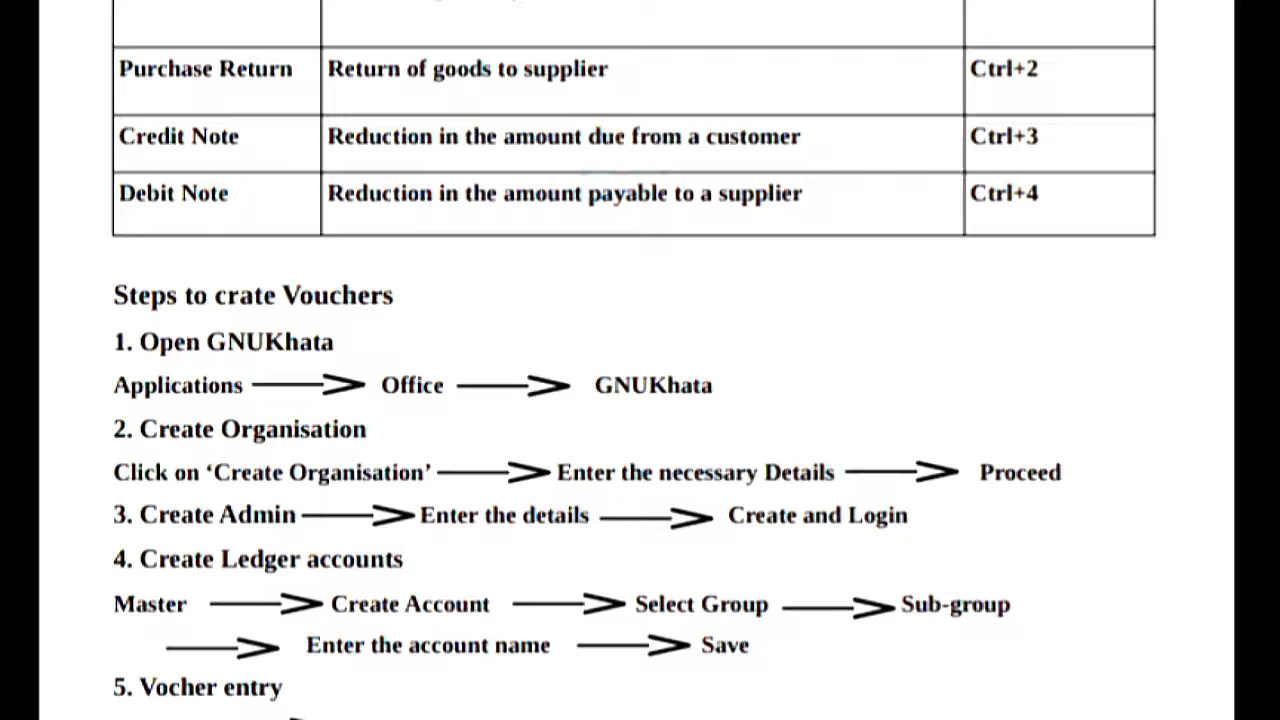 Purchase Return Return of goods to supplier Ctrl+2
Credit Note Reduction in the amount due from a customer Ctrl+3
Debit Note Reduction in the amount payable to a supplier Ctrl+4
Steps to crate Vouchers
1. Open GNUKhata
Applications Office GNUKhata
2. Create Organisation
Click on ‘Create Organisation’ Enter the necessary Details Proceed
3. Create Admin Enter the details Create and Login
4. Create Ledger accounts
Master Create Account Select Group Sub-group
Enter the account name Save
5. Vocher entry